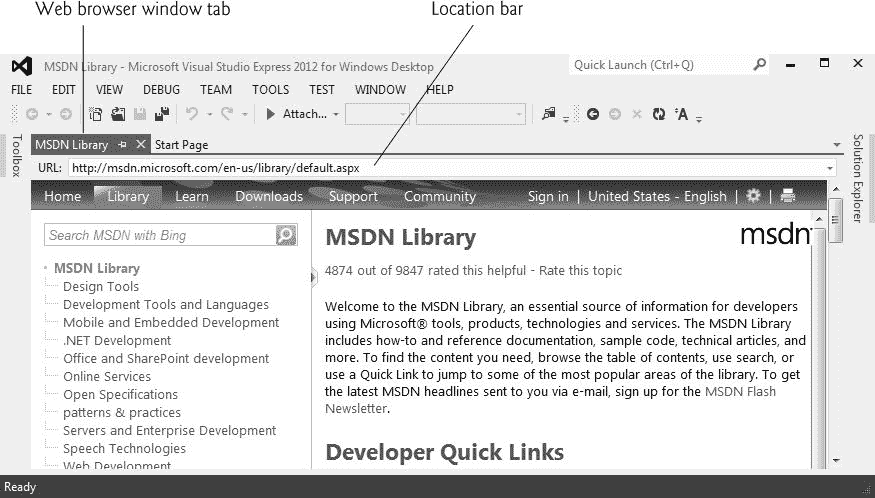 Web browser window tab
Location bar
MSDN Library - Microsoft Visual Studio Express 2012 for Windows Desktop
Quick Launch (Ctrl+Q)
FILE EDIT VIEW DEBUG TEAM TOOLS TEST WINDOW HELP
Attach...
Toolbox
MSDN Library
Start Page
Solution Explorer
URL: http://msdn.microsoft.com/en-us/library/default.aspx
Home Library Learn Downloads Support Community Sign in | United States - English | |
Search MSDN with Bing
MSDN Library
Design Tools
Development Tools and Languages
Mobile and Embedded Development
.NET Development
Office and SharePoint development
Online Services
Open Specifications
patterns & practices
Servers and Enterprise Development
Speech Technologies
Web Development
MSDN Library
msdn
4874 out of 9847 rated this helpful - Rate this topic
Welcome to the MSDN Library, an essential source of information for developers
using Microsoft® tools, products, technologies and services. The MSDN Library
includes how-to and reference documentation, sample code, technical articles, and
more. To find the content you need, browse the table of contents, use search, or
use a Quick Link to jump to some of the most popular areas of the library. To get
the latest MSDN headlines sent to you via e-mail, sign up for the MSDN Flash
Newsletter.
Developer Quick Links
Ready